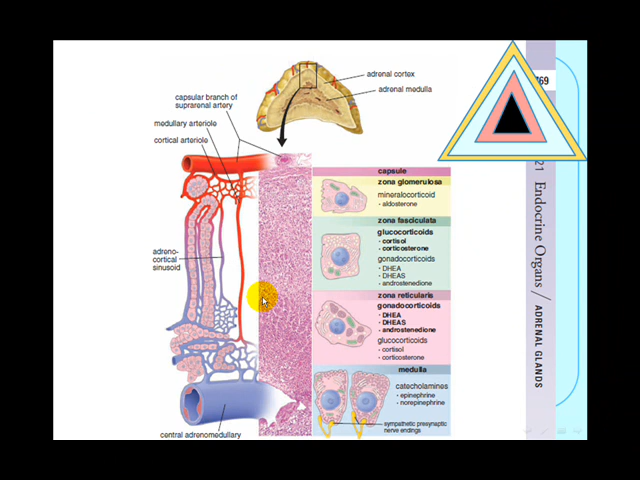 adrenal cortex
adrenal medulla
capsular branch of
suprarenal artery
medullary arteriole
cortical arteriole
adreno-
cortical
sinusoid
central adrenomedullary
capsule
zona glomerulosa
mineralocorticoid
- aldosterone
zona fasciculata
glucocorticoids
- cortisol
- corticosterone
gonadocorticoids
- DHEA
- DHEAS
- androstenedione
zona reticularis
gonadocorticoids
- DHEA
- DHEAS
- androstenedione
glucocorticoids
- cortisol
- corticosterone
medulla
catecholamines
- epinephrine
- norepinephrine
sympathetic presynaptic
nerve endings
69
21 Endocrine Organs / ADRENAL GLANDS